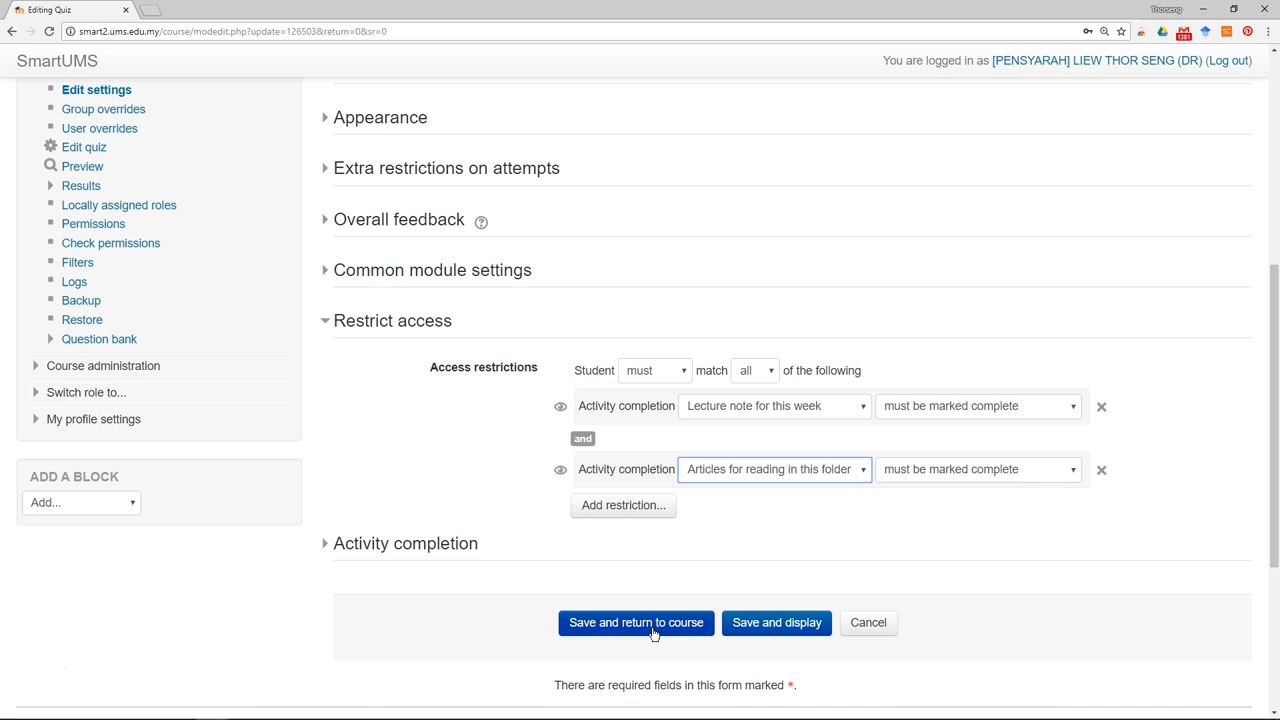 Editing Quiz
Thorseng
smart2.ums.edu.my/course/modedit.php?update=126503&return=0&sr=0
1381
SC
SmartUMS
You are logged in as [PENSYARAH] LIEW THOR SENG (DR) (Log out)
Edit settings
Group overrides
User overrides
Edit quiz
Preview
Results
Locally assigned roles
Permissions
Check permissions
Filters
Logs
Backup
Restore
Question bank
Course administration
Switch role to...
My profile settings
ADD A BLOCK
Add...
Appearance
Extra restrictions on attempts
Overall feedback
Common module settings
Restrict access
Access restrictions Student must match all of the following
Activity completion Lecture note for this week must be marked complete
and
Activity completion Articles for reading in this folder must be marked complete
Add restriction...
Activity completion
Save and return to course Save and display Cancel
There are required fields in this form marked *.